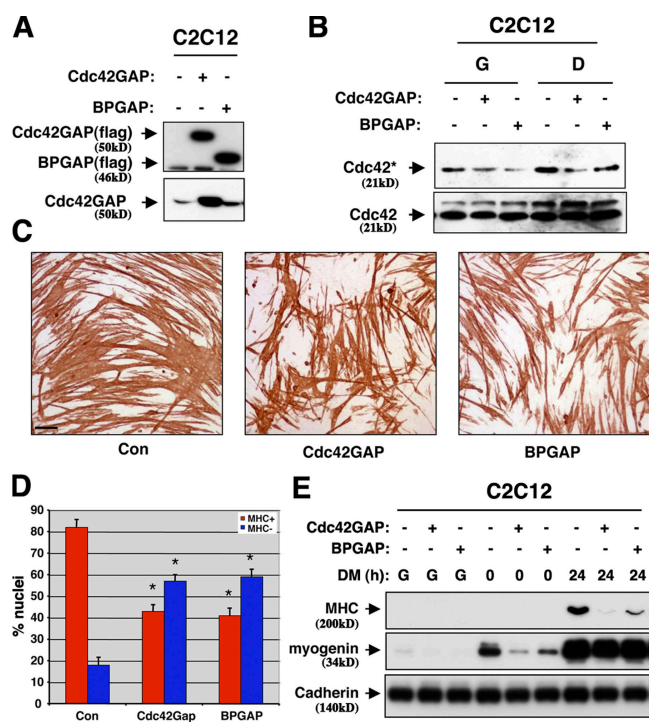 A
C2C12
Cdc42GAP: - + -
BPGAP: - - +
Cdc42GAP(flag)
(50kD)
BPGAP(flag)
(46kD)
Cdc42GAP
(50kD)
B
C2C12
G D
Cdc42GAP: - + - - + -
BPGAP: - - + - - +
Cdc42*
(21kD)
Cdc42
(21kD)
C
Con Cdc42GAP BPGAP
D
% nuclei
90
80
70
60
50
40
30
20
10
0
MHC+
MHC-
* * * *
Con Cdc42Gap BPGAP
E
C2C12
Cdc42GAP: - + - - + - - + -
BPGAP: - - + - - + - - +
DM (h): G G G 0 0 0 24 24 24
MHC
(200kD)
myogenin
(34kD)
Cadherin
(140kD)